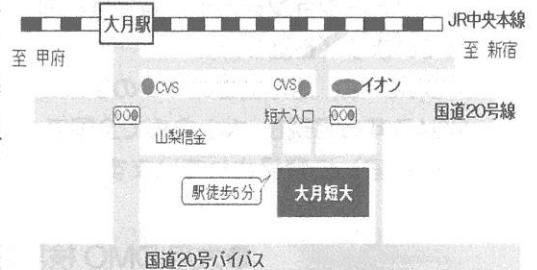 大月駅
JR中央本線
至 甲府
至 新宿
CVS
CVS
イオン
短大入口
国道20号線
山梨信金
駅徒歩5分
大月短大
国道20号バイパス